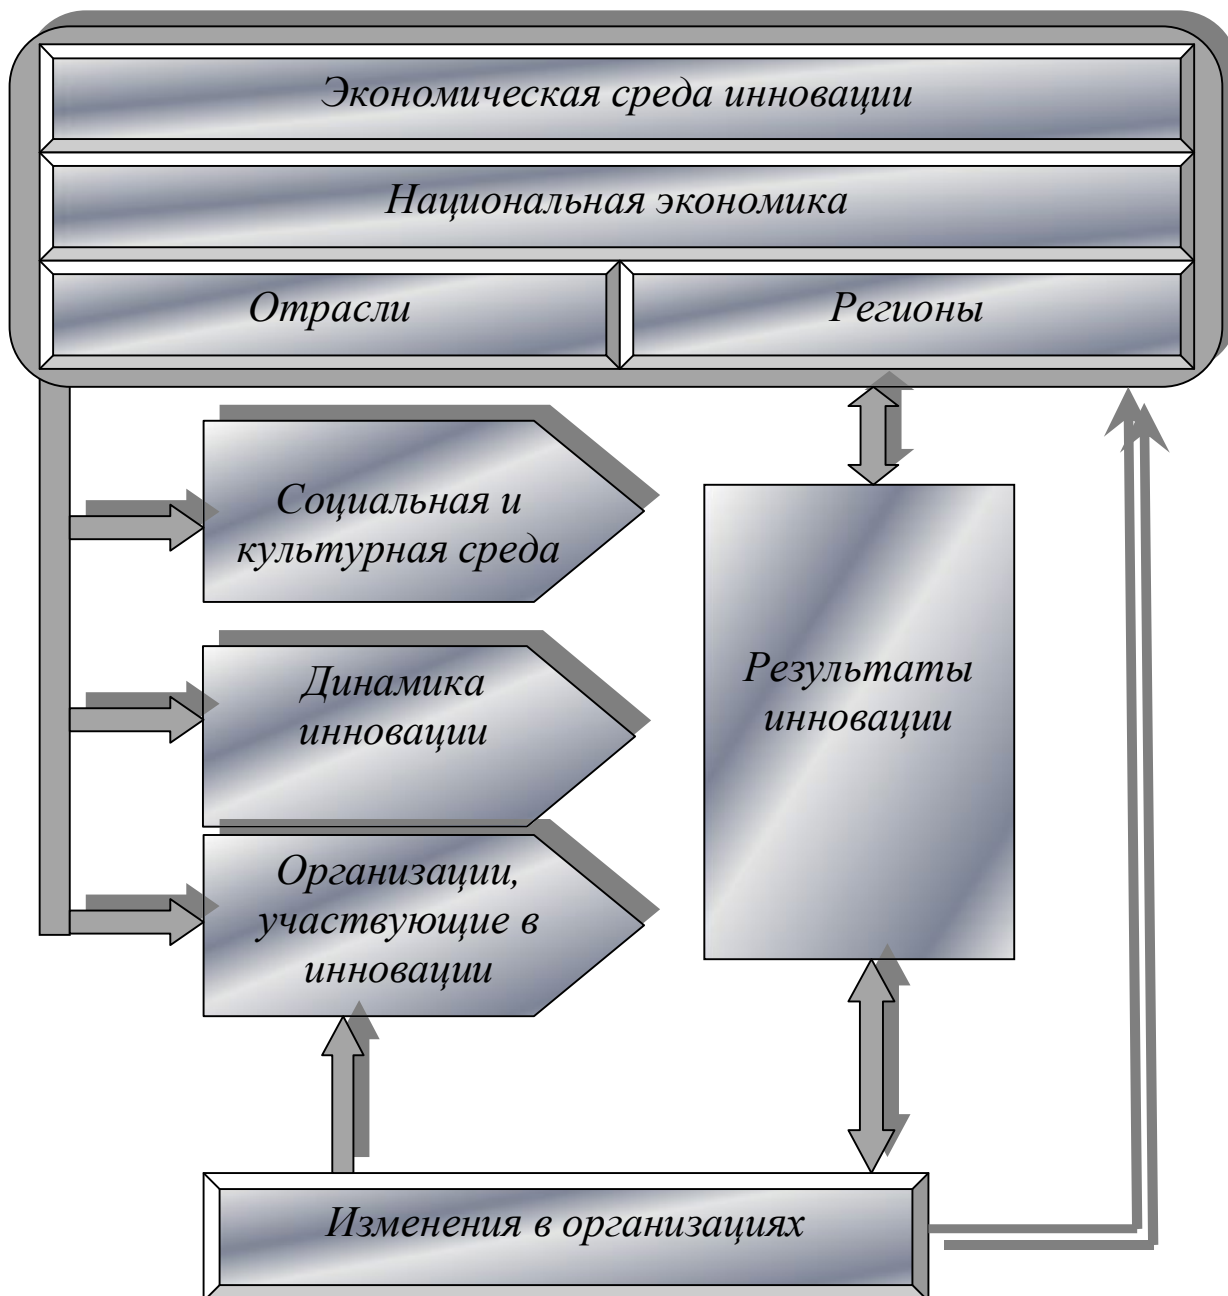 Экономическая среда инновации
Национальная экономика
Отрасли
Регионы
Социальная и
культурная среда
Динамика
инновации
Организации,
участвующие в
инновации
Результаты
инновации
Изменения в организациях